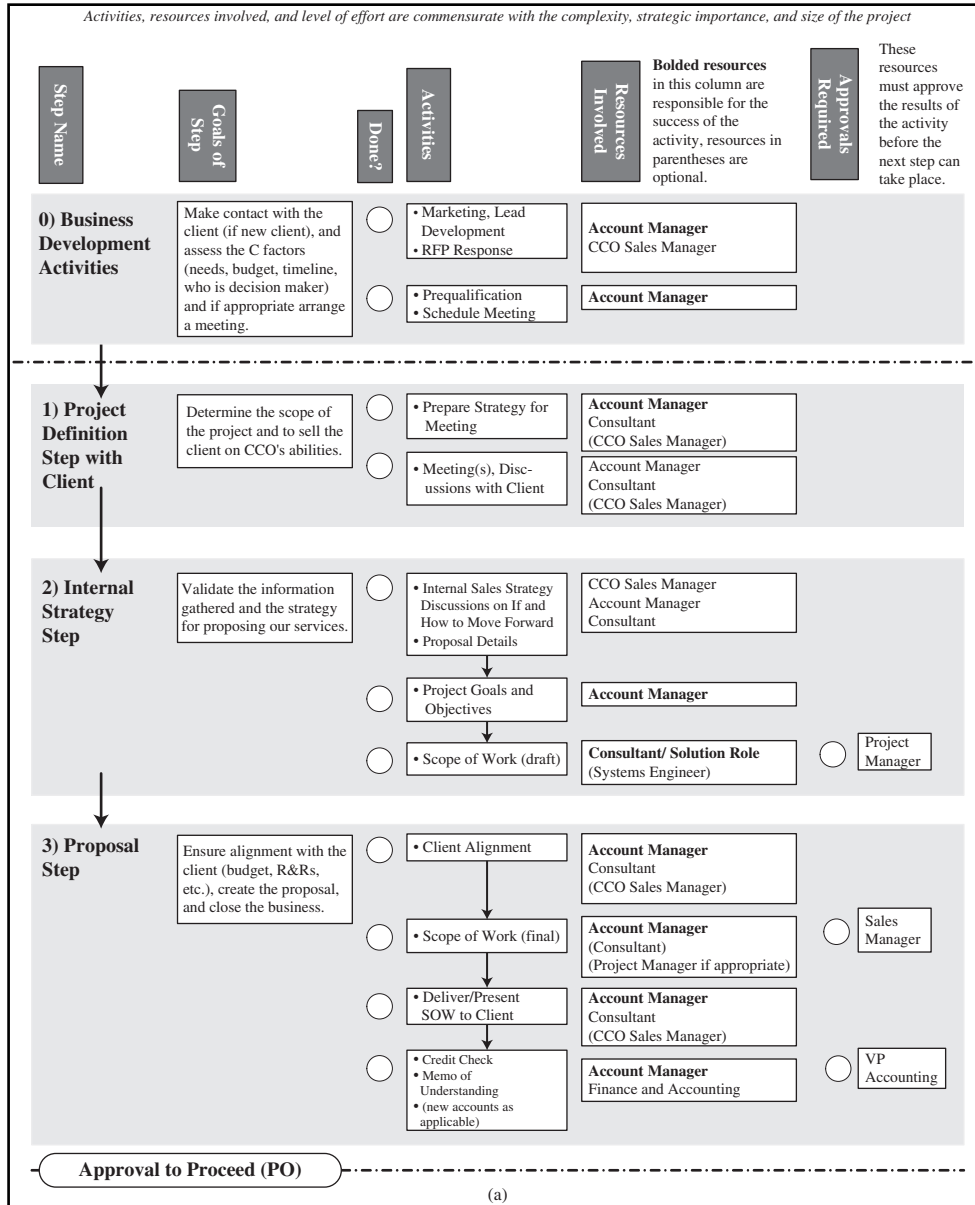 Activities, resources involved, and level of effort are commensurate with the complexity, strategic importance, and size of the project
Step Name
Goals of
Step
Done?
Activities
Resources
Involved
Bolded resources
in this column are
responsible for the
success of the
activity, resources in
parentheses are
optional.
Approvals
Required
These
resources
must approve
the results of
the activity
before the
next step can
take place.
0) Business
Development
Activities
Make contact with the
client (if new client), and
assess the C factors
(needs, budget, timeline,
who is decision maker)
and if appropriate arrange
a meeting.
• Marketing, Lead
Development
• RFP Response
Account Manager
CCO Sales Manager
• Prequalification
• Schedule Meeting
Account Manager
1) Project
Definition
Step with
Client
Determine the scope of
the project and to sell the
client on CCO's abilities.
• Prepare Strategy for
Meeting
Account Manager
Consultant
(CCO Sales Manager)
• Meeting(s), Disc-
ussions with Client
Account Manager
Consultant
(CCO Sales Manager)
2) Internal
Strategy
Step
Validate the information
gathered and the strategy
for proposing our services.
• Internal Sales Strategy
Discussions on If and
How to Move Forward
• Proposal Details
CCO Sales Manager
Account Manager
Consultant
• Project Goals and
Objectives
Account Manager
• Scope of Work (draft)
Consultant/ Solution Role
(Systems Engineer)
Project
Manager
3) Proposal
Step
Ensure alignment with the
client (budget, R&Rs,
etc.), create the proposal,
and close the business.
• Client Alignment
Account Manager
Consultant
(CCO Sales Manager)
• Scope of Work (final)
Account Manager
(Consultant)
(Project Manager if appropriate)
Sales
Manager
• Deliver/Present
SOW to Client
Account Manager
Consultant
(CCO Sales Manager)
• Credit Check
• Memo of
Understanding
• (new accounts as
applicable)
Account Manager
Finance and Accounting
VP
Accounting
Approval to Proceed (PO)
(a)